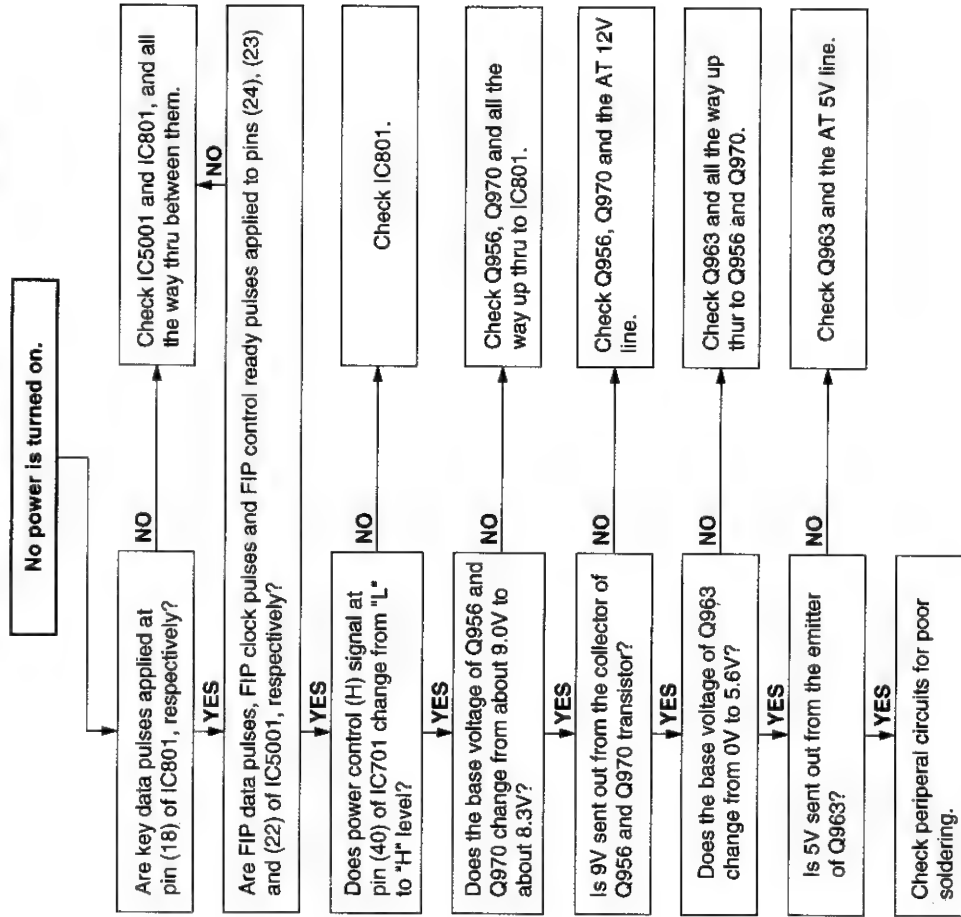 No power is turned on.
Are key data pulses applied at
pin (18) of IC801, respectively?
NO
Check IC5001 and IC801, and all
the way thru between them.
YES
NO
Are FIP data pulses, FIP clock pulses and FIP control ready pulses applied to pins (24), (23)
and (22) of IC5001, respectively?
YES
Does power control (H) signal at
pin (40) of IC701 change from "L"
to "H" level?
NO
Check IC801.
YES
Does the base voltage of Q956 and
Q970 change from about 9.0V to
about 8.3V?
NO
Check Q956, Q970 and all the
way up thru to IC801.
YES
Is 9V sent out from the collector of
Q956 and Q970 transistor?
NO
Check Q956, Q970 and the AT 12V
line.
YES
Does the base voltage of Q963
change from 0V to 5.6V?
NO
Check Q963 and all the way up
thur to Q956 and Q970.
YES
Is 5V sent out from the emitter
of Q963?
NO
Check Q963 and the AT 5V line.
YES
Check periperal circuits for poor
soldering.